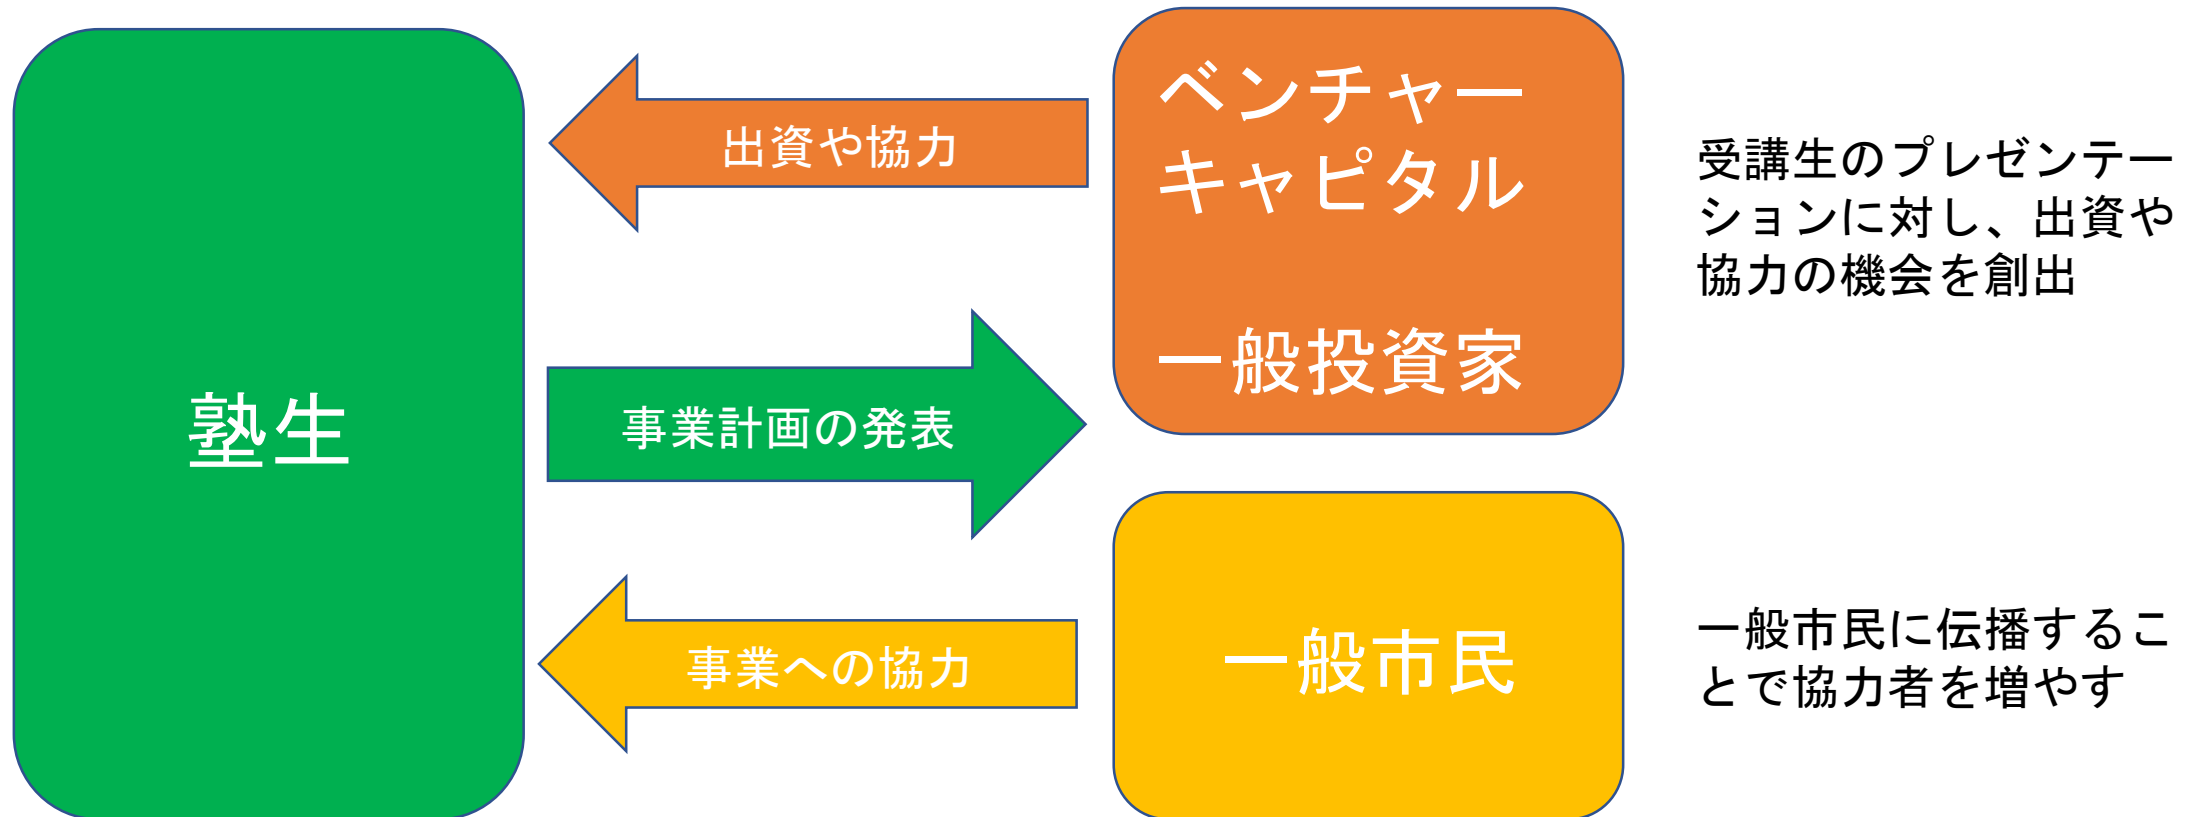 塾生
出資や協力
事業計画の発表
事業への協力
ベンチャー
キャピタル
一般投資家
一般市民
受講生のプレゼンテー
ションに対し、出資や
協力の機会を創出
一般市民に伝播するこ
とで協力者を増やす